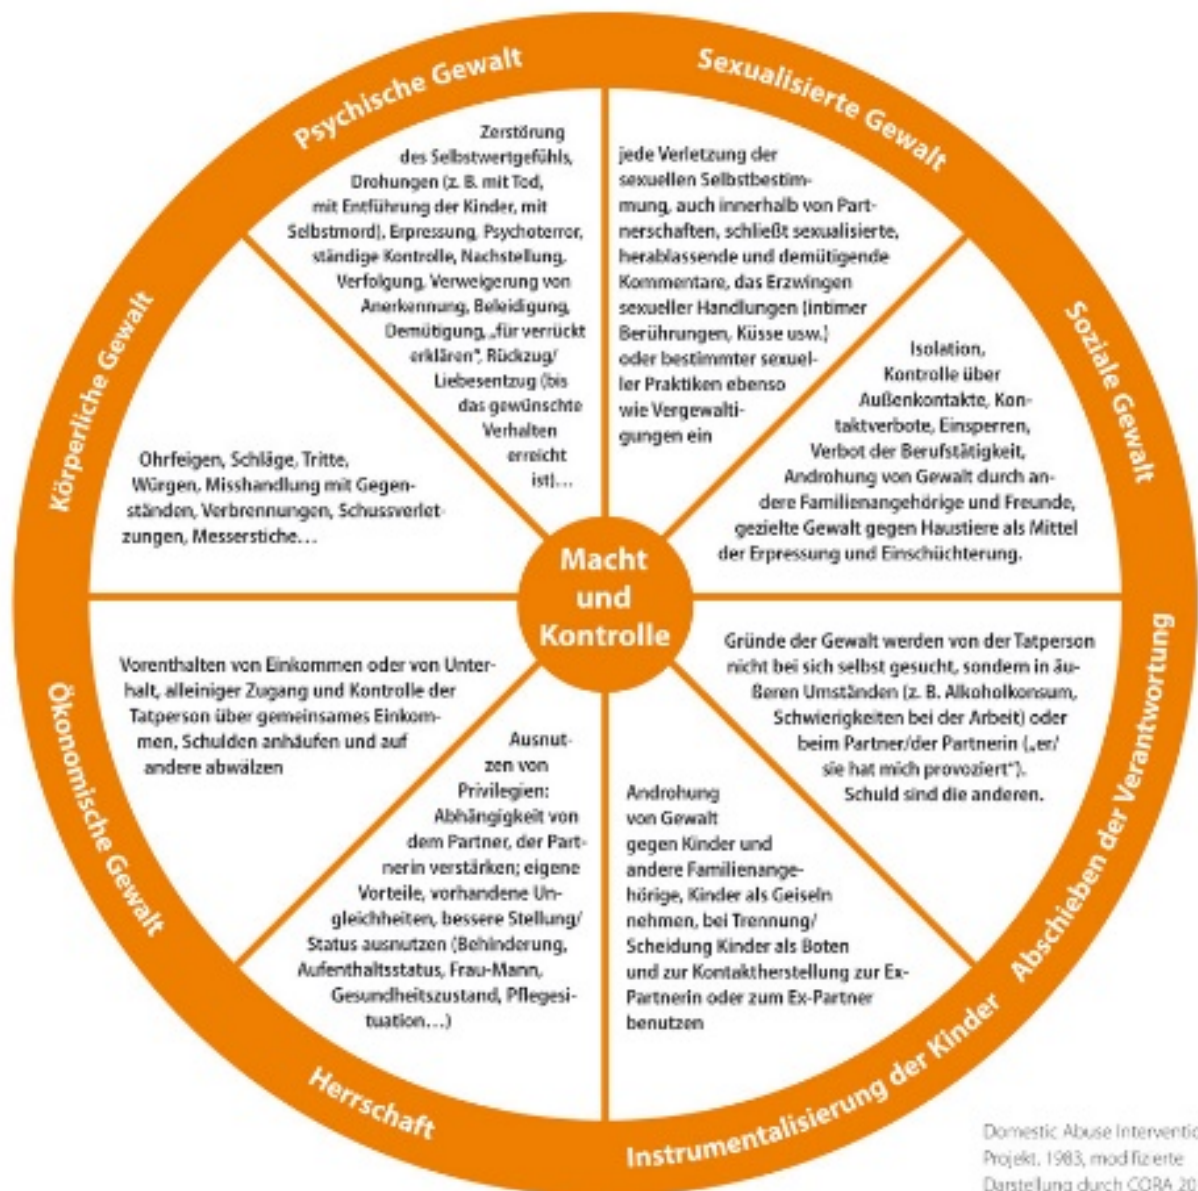 Psychische Gewalt
Zerstörung
des Selbstwertgefühls,
Drohungen (z. B. mit Tod,
mit Entführung der Kinder, mit
Selbstmord), Erpressung, Psychoterror,
ständige Kontrolle, Nachstellung,
Verfolgung, Verweigerung von
Anerkennung, Beleidigung,
Demütigung, „für verrückt
erklären“, Rückzug/
Liebesentzug (bis
das gewünschte
Verhalten
erreicht
ist)…
Sexualisierte Gewalt
jede Verletzung der
sexuellen Selbstbestim-
mung, auch innerhalb von Part-
nerschaften, schließt sexualisierte,
herablassende und demütigende
Kommentare, das Erzwingen
sexueller Handlungen (intimer
Berührungen, Küsse usw.)
oder bestimmter sexuel-
ler Praktiken ebenso
wie Vergewalti-
gungen ein
Soziale Gewalt
Isolation,
Kontrolle über
Außenkontakte, Kon-
taktverbote, Einsperren,
Verbot der Berufstätigkeit,
Androhung von Gewalt durch an-
dere Familienangehörige und Freunde,
gezielte Gewalt gegen Haustiere als Mittel
der Erpressung und Einschüchterung.
Abschieben der Verantwortung
Gründe der Gewalt werden von der Tatperson
nicht bei sich selbst gesucht, sondern in äu-
ßeren Umständen (z. B. Alkoholkonsum,
Schwierigkeiten bei der Arbeit) oder
beim Partner/der Partnerin („er/
sie hat mich provoziert“).
Schuld sind die anderen.
Instrumentalisierung der Kinder
Androhung
von Gewalt
gegen Kinder und
andere Familienange-
hörige, Kinder als Geiseln
nehmen, bei Trennung/
Scheidung Kinder als Boten
und zur Kontaktherstellung zur Ex-
Partnerin oder zum Ex-Partner
benutzen
Herrschaft
Ausnut-
zen von
Privilegien:
Abhängigkeit von
dem Partner, der Part-
nerin verstärken; eigene
Vorteile, vorhandene Un-
gleichheiten, bessere Stellung/
Status ausnutzen (Behinderung,
Aufenthaltsstatus, Frau-Mann,
Gesundheitszustand, Pflegesi-
tuation…)
Ökonomische Gewalt
Vorenthalten von Einkommen oder von Unter-
halt, alleiniger Zugang und Kontrolle der
Tatperson über gemeinsames Einkom-
men, Schulden anhäufen und auf
andere abwälzen
Körperliche Gewalt
Ohrfeigen, Schläge, Tritte,
Würgen, Misshandlung mit Gegen-
ständen, Verbrennungen, Schussverlet-
zungen, Messerstiche…
Macht
und
Kontrolle
Domestic Abuse
Projekt, 1983, modifizierte
Darstellung durch CORA